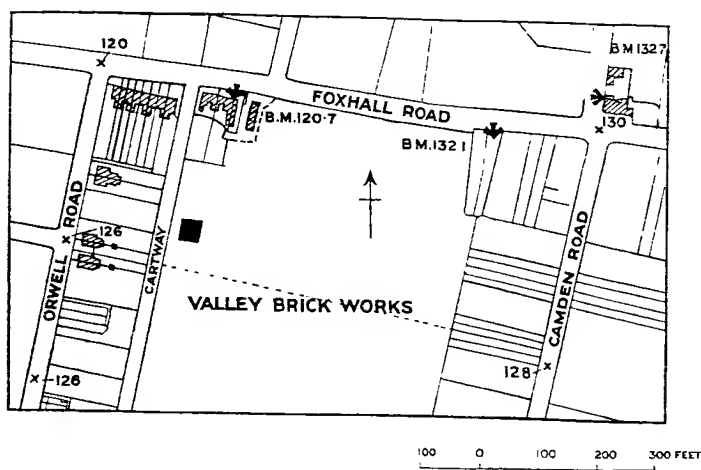 120
B.M.132.7
FOXHALL ROAD
130
B.M.120·7
B.M.132.1
ORWELL ROAD
126
CARTWAY
VALLEY BRICK WORKS
CAMDEN ROAD
128
126
100 0 100 200 300 FEET